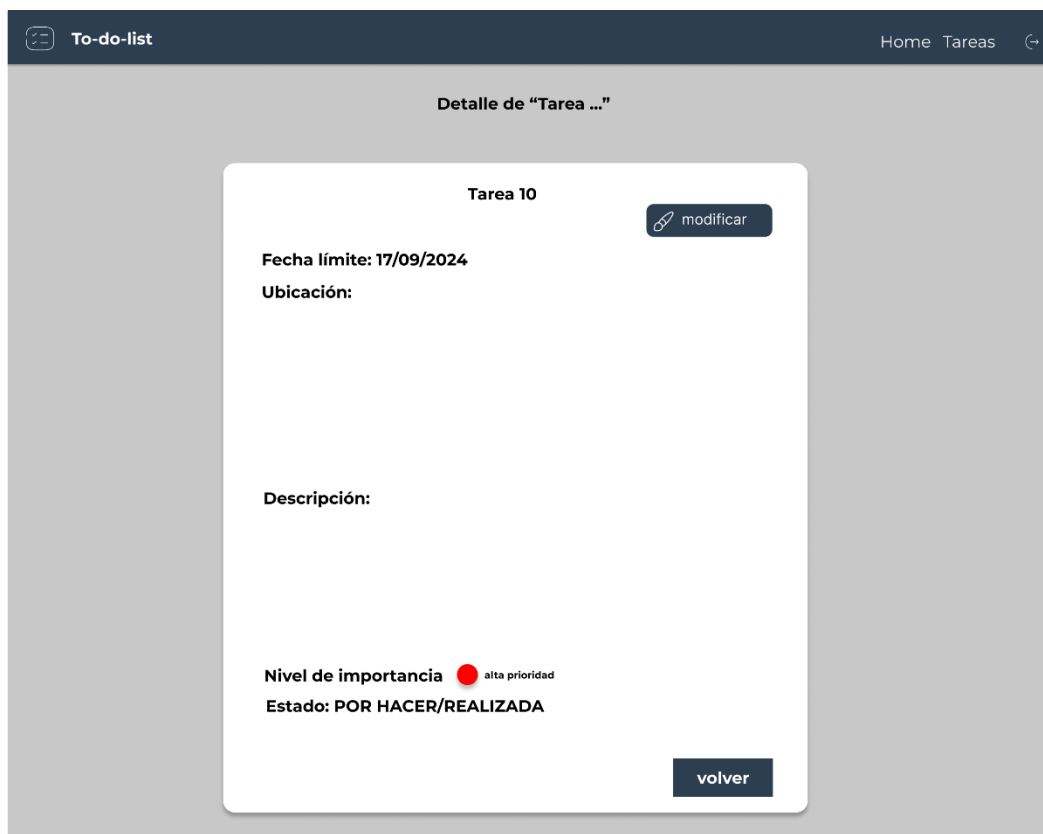 To-do-list
Home Tareas
Detalle de “Tarea ...”
Tarea 10
modificar
Fecha límite: 17/09/2024
Ubicación:
Descripción:
Nivel de importancia alta prioridad
Estado: POR HACER/REALIZADA
volver